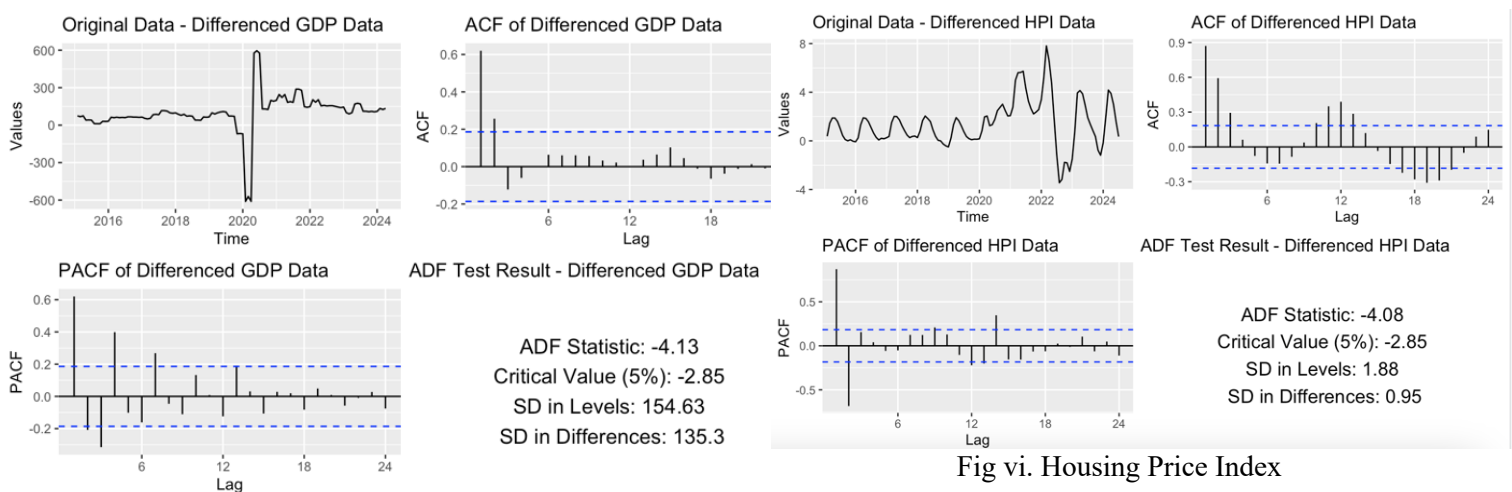 Original Data - Differenced GDP Data
Values
600
300
0
-300
-600
2016
2018
2020
2022
2024
Time
ACF of Differenced GDP Data
ACF
0.6
0.4
0.2
0.0
-0.2
6
12
18
Lag
PACF of Differenced GDP Data
PACF
0.6
0.4
0.2
0.0
-0.2
6
12
18
24
Lag
ADF Test Result - Differenced GDP Data
ADF Statistic: -4.13
Critical Value (5%): -2.85
SD in Levels: 154.63
SD in Differences: 135.3
Original Data - Differenced HPI Data
Values
8
4
0
-4
2016
2018
2020
2022
2024
Time
ACF of Differenced HPI Data
ACF
0.9
0.6
0.3
0.0
-0.3
6
12
18
24
Lag
PACF of Differenced HPI Data
PACF
0.5
0.0
-0.5
6
12
18
24
Lag
ADF Test Result - Differenced HPI Data
ADF Statistic: -4.08
Critical Value (5%): -2.85
SD in Levels: 1.88
SD in Differences: 0.95
Fig vi. Housing Price Index